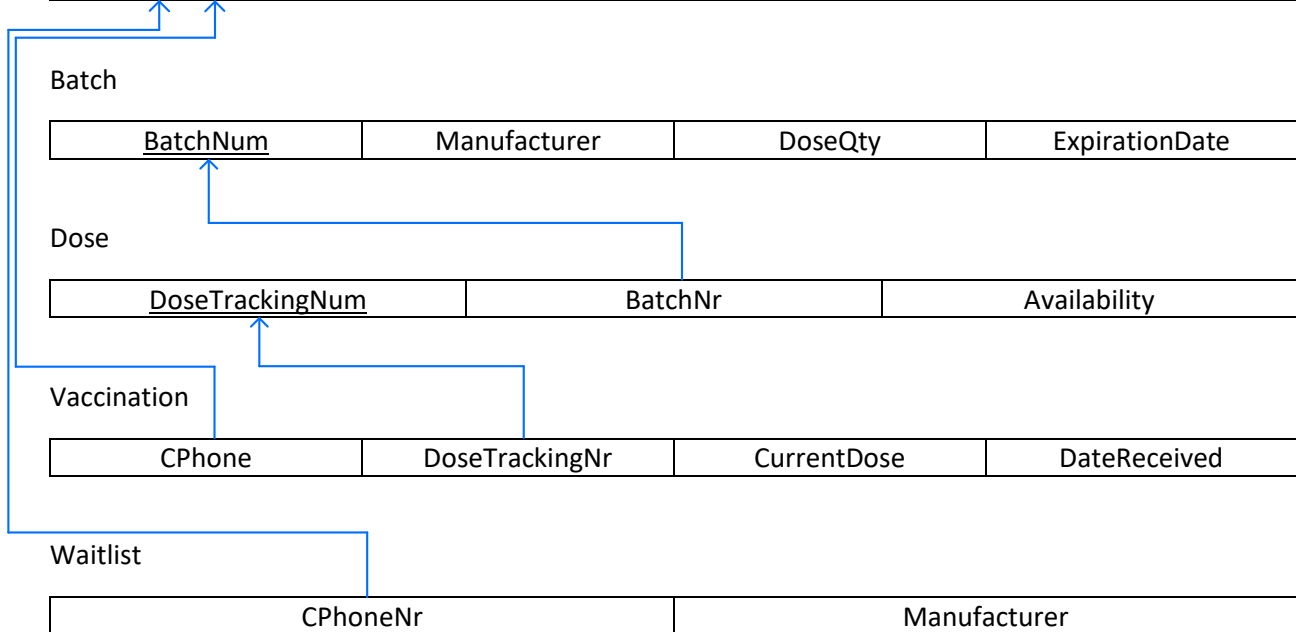 Batch
BatchNum Manufacturer DoseQty ExpirationDate
Dose
DoseTrackingNum BatchNr Availability
Vaccination
CPhone DoseTrackingNr CurrentDose DateReceived
Waitlist
CPhoneNr Manufacturer